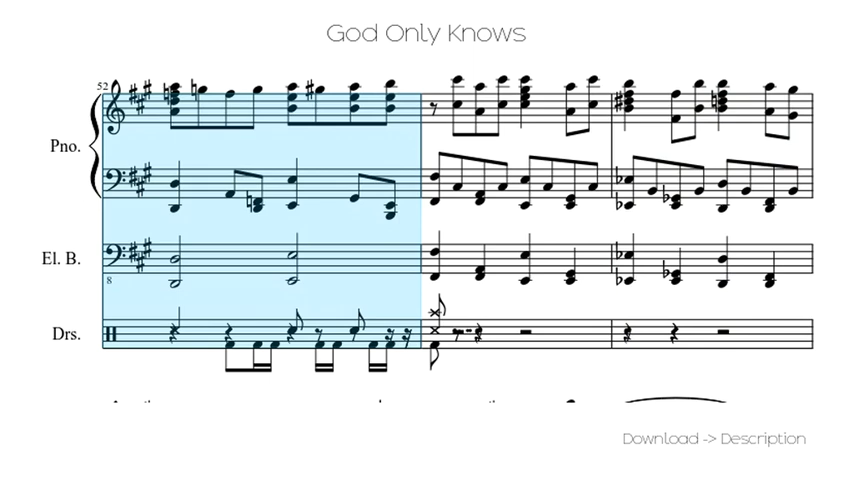 God Only Knows
52
Pno.
El. B.
8
Drs.
Download -> Description